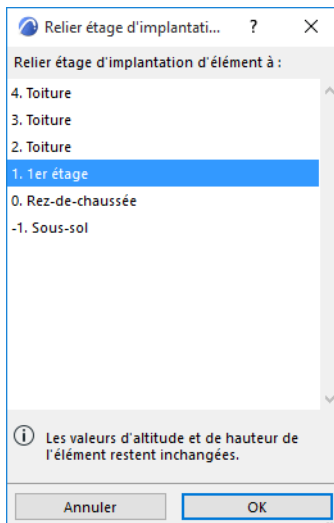 Relier étage d'implantati...
?
Relier étage d'implantation d'élément à :
4. Toiture
3. Toiture
2. Toiture
1. 1er étage
0. Rez-de-chaussée
-1. Sous-sol
Les valeurs d'altitude et de hauteur de
l'élément restent inchangées.
Annuler
OK